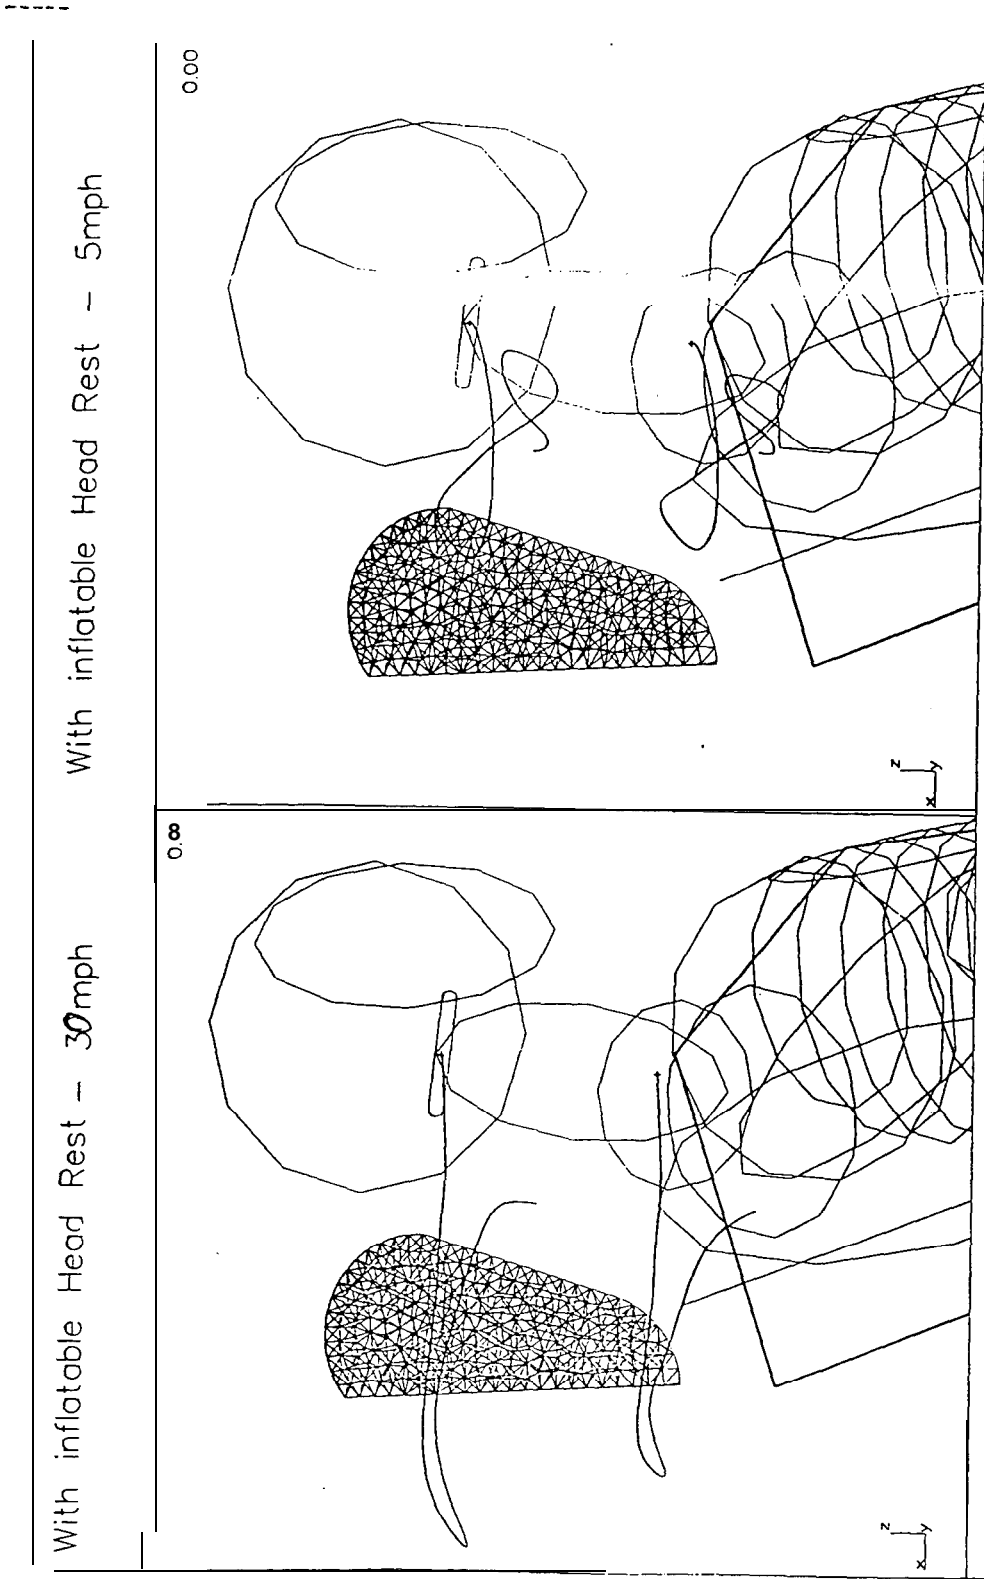 With inflatable Head Rest – 30mph
0.8
z
y
x
With inflatable Head Rest – 5mph
0.00
z
y
x